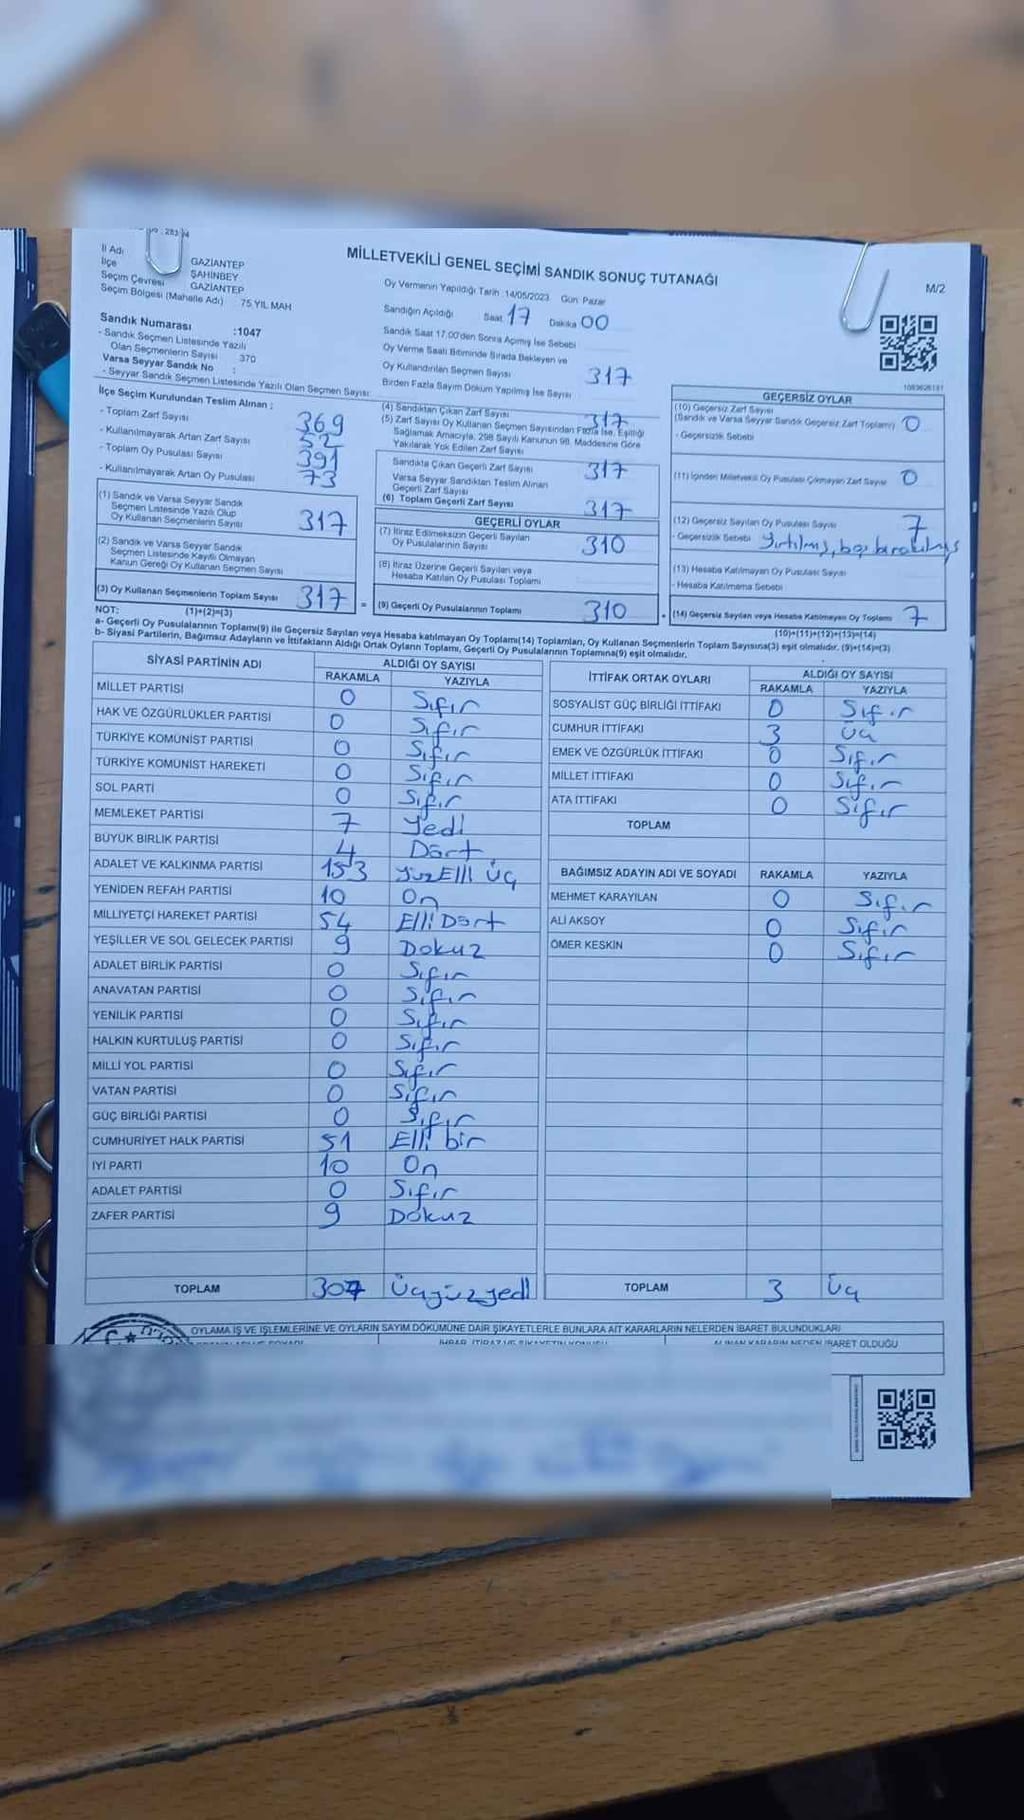 İl Adı GAZİANTEP
İlçe ŞAHİNBEY
Seçim Çevresi GAZİANTEP
Seçim Bölgesi (Mahalle Adı) 75.YIL MAH
MİLLETVEKİLİ GENEL SEÇİMİ SANDIK SONUÇ TUTANAĞI
M/2
Oy Vermenin Yapıldığı Tarih 14/05/2023 Gün Pazar
Sandığın Açıldığı Saat 17 Dakika 00
Sandık Saat 17.00'den Sonra Açılmış İse Sebebi
Oy Verme Saati Bitiminde Sırada Bekleyen ve
Oy Kullandırılan Seçmen Sayısı 317
Birden Fazla Sayım Döküm Yapılmış İse Sayısı
Sandık Numarası :1047
- Sandık Seçmen Listesinde Yazılı
Olan Seçmenlerin Sayısı 370
Varsa Seyyar Sandık No :
- Seyyar Sandık Seçmen Listesinde Yazılı Olan Seçmen Sayısı:
İlçe Seçim Kurulundan Teslim Alınan :
- Toplam Zarf Sayısı 369
- Kullanılmayarak Artan Zarf Sayısı 52
- Toplam Oy Pusulası Sayısı 391
- Kullanılmayarak Artan Oy Pusulası 73
(1) Sandık ve Varsa Seyyar Sandık
Seçmen Listesinde Yazılı Olup
Oy Kullanan Seçmenlerin Sayısı 317
(2) Sandık ve Varsa Seyyar Sandık
Seçmen Listesinde Kayıtlı Olmayan
Kanun Gereği Oy Kullanan Seçmen Sayısı
(3) Oy Kullanan Seçmenlerin Toplam Sayısı 317 =
(4) Sandıktan Çıkan Zarf Sayısı 317
(5) Zarf Sayısı Oy Kullanan Seçmen Sayısından Fazla İse, Eşitliği
Sağlamak Amacıyla, 298 Sayılı Kanunun 98. Maddesine Göre
Yakılarak Yok Edilen Zarf Sayısı
Sandıkta Çıkan Geçerli Zarf Sayısı 317
Varsa Seyyar Sandıktan Teslim Alınan
Geçerli Zarf Sayısı
(6) Toplam Geçerli Zarf Sayısı 317
GEÇERLİ OYLAR
(7) İtiraz Edilmeksizin Geçerli Sayılan
Oy Pusulalarının Sayısı 310
(8) İtiraz Üzerine Geçerli Sayılan veya
Hesaba Katılan Oy Pusulası Toplamı
(9) Geçerli Oy Pusulalarının Toplamı 310 +
GEÇERSİZ OYLAR
(10) Geçersiz Zarf Sayısı
(Sandık ve Varsa Seyyar Sandık Geçersiz Zarf Toplamı) 0
- Geçersizlik Sebebi
(11) İçinden Milletvekili Oy Pusulası Çıkmayan Zarf Sayısı 0
(12) Geçersiz Sayılan Oy Pusulası Sayısı 7
- Geçersizlik Sebebi Yırtılmış, boş bırakılmış
(13) Hesaba Katılmayan Oy Pusulası Sayısı
- Hesaba Katılmama Sebebi
(14) Geçersiz Sayılan veya Hesaba Katılmayan Oy Toplamı 7
NOT: (1)+(2)=(3) (10)+(11)+(12)+(13)=(14)
a- Geçerli Oy Pusulalarının Toplamı(9) ile Geçersiz Sayılan veya Hesaba katılmayan Oy Toplamı(14) Toplamları, Oy Kullanan Seçmenlerin Toplam Sayısına(3) eşit olmalıdır. (9)+(14)=(3)
b- Siyasi Partilerin, Bağımsız Adayların ve İttifakların Aldığı Ortak Oyların Toplamı, Geçerli Oy Pusulalarının Toplamına(9) eşit olmalıdır.
SİYASİ PARTİNİN ADI ALDIĞI OY SAYISI
RAKAMLA YAZIYLA
MİLLET PARTİSİ 0 Sıfır
HAK VE ÖZGÜRLÜKLER PARTİSİ 0 Sıfır
TÜRKİYE KOMÜNİST PARTİSİ 0 Sıfır
TÜRKİYE KOMÜNİST HAREKETİ 0 Sıfır
SOL PARTİ 0 Sıfır
MEMLEKET PARTİSİ 7 Yedi
BÜYÜK BİRLİK PARTİSİ 4 Dört
ADALET VE KALKINMA PARTİSİ 153 YüzElli Üç
YENİDEN REFAH PARTİSİ 10 On
MİLLİYETÇİ HAREKET PARTİSİ 54 Elli Dört
YEŞİLLER VE SOL GELECEK PARTİSİ 9 Dokuz
ADALET BİRLİK PARTİSİ 0 Sıfır
ANAVATAN PARTİSİ 0 Sıfır
YENİLİK PARTİSİ 0 Sıfır
HALKIN KURTULUŞ PARTİSİ 0 Sıfır
MİLLİ YOL PARTİSİ 0 Sıfır
VATAN PARTİSİ 0 Sıfır
GÜÇ BİRLİĞİ PARTİSİ 0 Sıfır
CUMHURİYET HALK PARTİSİ 51 Elli bir
İYİ PARTİ 10 On
ADALET PARTİSİ 0 Sıfır
ZAFER PARTİSİ 9 Dokuz
TOPLAM 307 Üçyüzyedi
İTTİFAK ORTAK OYLARI ALDIĞI OY SAYISI
RAKAMLA YAZIYLA
SOSYALİST GÜÇ BİRLİĞİ İTTİFAKI 0 Sıfır
CUMHUR İTTİFAKI 3 Üç
EMEK VE ÖZGÜRLÜK İTTİFAKI 0 Sıfır
MİLLET İTTİFAKI 0 Sıfır
ATA İTTİFAKI 0 Sıfır
TOPLAM
BAĞIMSIZ ADAYIN ADI VE SOYADI RAKAMLA YAZIYLA
MEHMET KARAYILAN 0 Sıfır
ALİ AKSOY 0 Sıfır
ÖMER KESKİN 0 Sıfır
TOPLAM 3 Üç
OYLAMA İŞ VE İŞLEMLERİNE VE OYLARIN SAYIM DÖKÜMÜNE DAİR ŞİKAYETLERLE BUNLARA AİT KARARLARIN NELERDEN İBARET BULUNDUKLARI
ALINAN KARARIN NEDEN İBARET OLDUĞU